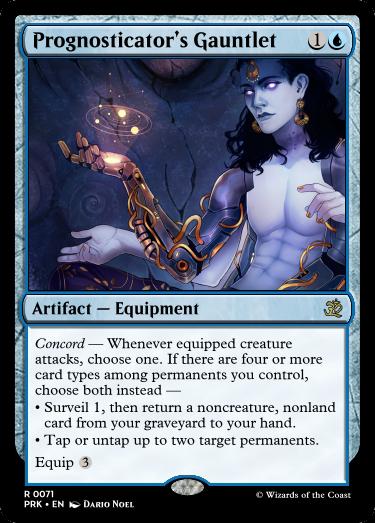 Prognosticator's Gauntlet 1
Artifact — Equipment
Concord — Whenever equipped creature
attacks, choose one. If there are four or more
card types among permanents you control,
choose both instead —
• Surveil 1, then return a noncreature, nonland
card from your graveyard to your hand.
• Tap or untap up to two target permanents.
Equip 3
R 0071
PRK • EN Dario Noel
© Wizards of the Coast